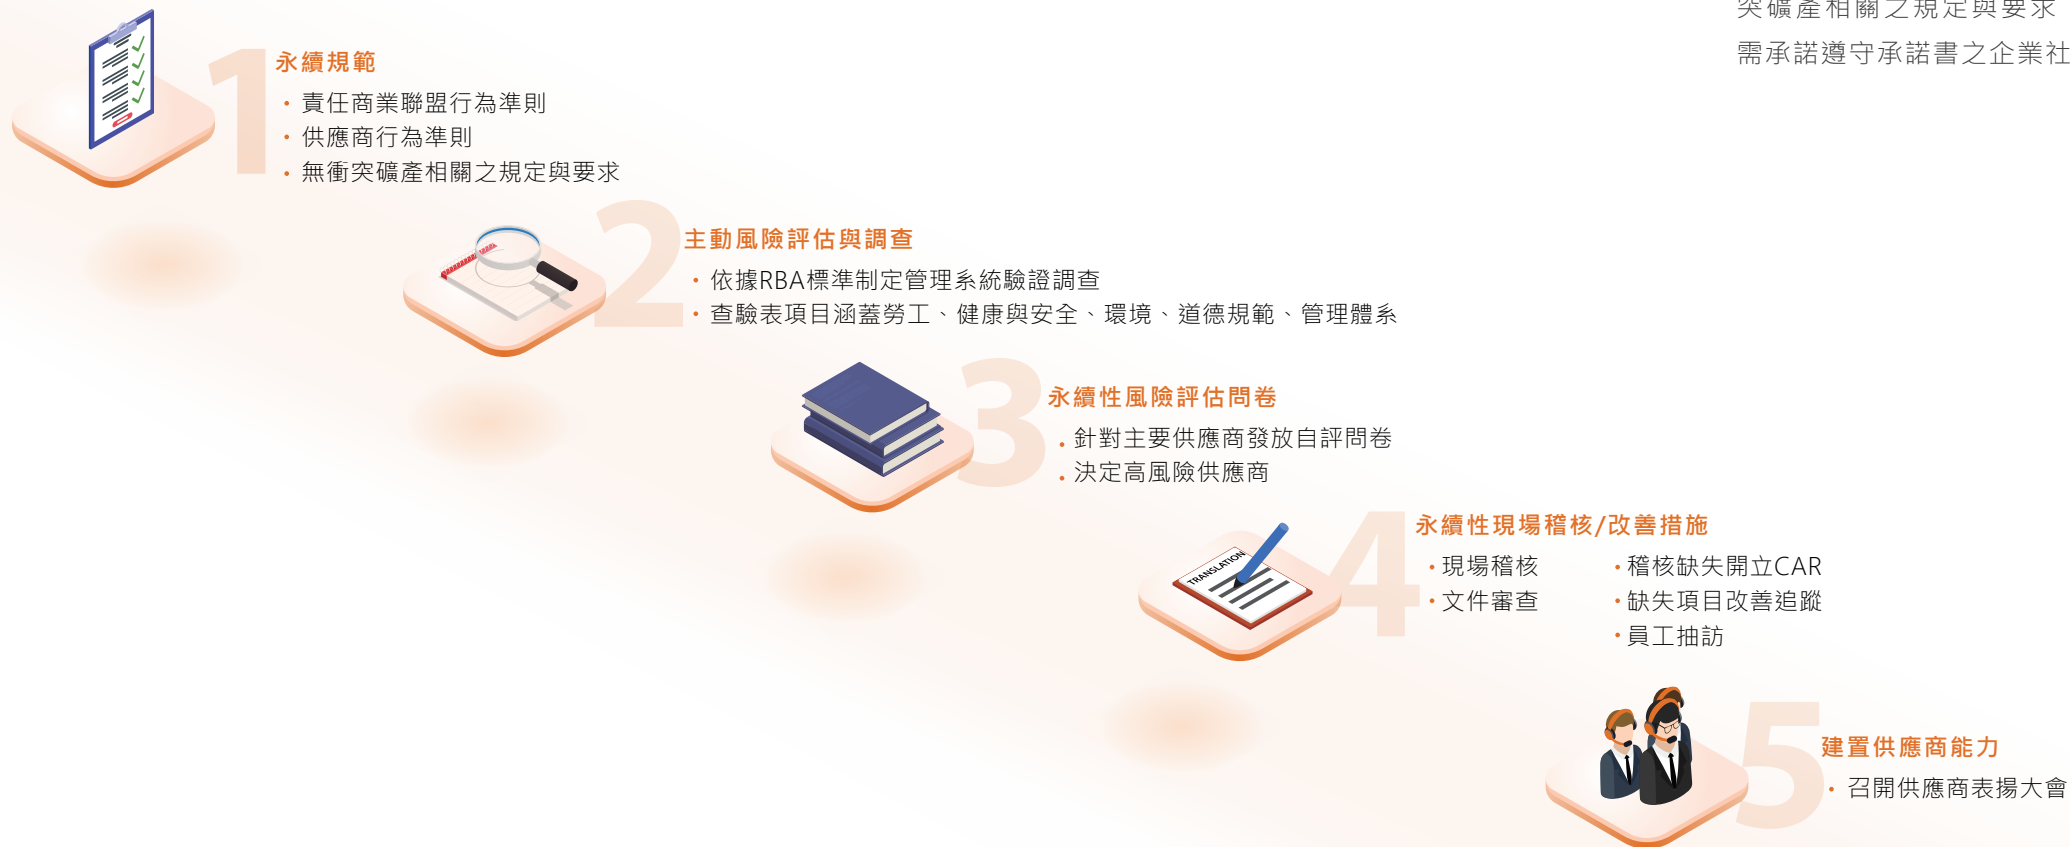 突礦產相關之規定與要求
需承諾遵守承諾書之企業社
1
永續規範
・責任商業聯盟行為準則
・供應商行為準則
・無衝突礦產相關之規定與要求
2
主動風險評估與調查
・依據RBA標準制定管理系統驗證調查
・查驗表項目涵蓋勞工、健康與安全、環境、道德規範、管理體系
3
永續性風險評估問卷
・針對主要供應商發放自評問卷
・決定高風險供應商
4
永續性現場稽核/改善措施
・現場稽核
・文件審查
・稽核缺失開立CAR
・缺失項目改善追蹤
・員工抽訪
TRANSLATION
5
建置供應商能力
・召開供應商表揚大會